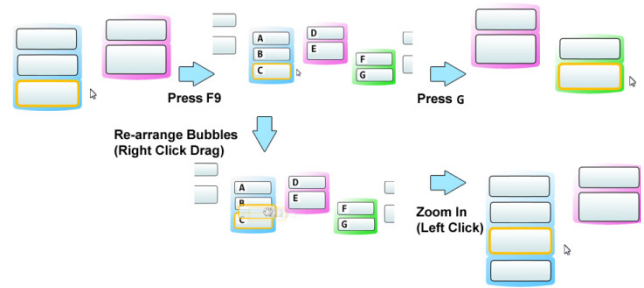 A
B
C
D
E
F
G
Press F9
Press G
Re-arrange Bubbles
(Right Click Drag)
A
B
C
D
E
F
G
Zoom In
(Left Click)